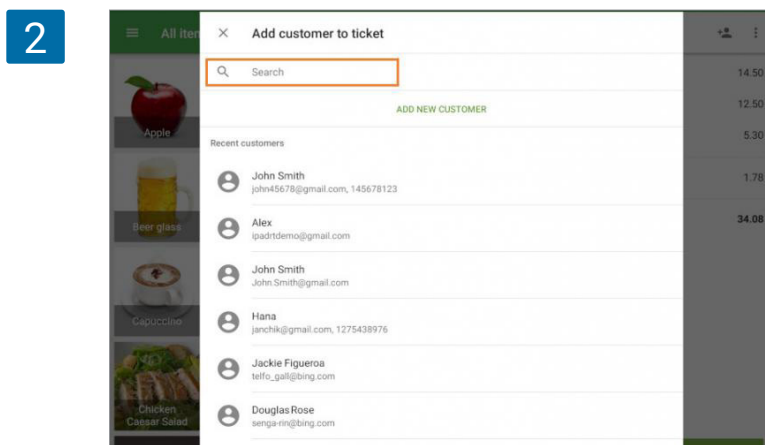 2
All iten
Add customer to ticket
Search
14.50
ADD NEW CUSTOMER
12.50
Apple
Recent customers
5.30
John Smith
john45678@gmail.com, 145678123
1.78
Alex
ipadrtdemo@gmail.com
Beer glass
34.08
John Smith
John.Smith@gmail.com
Capuccino
Hana
janchik@gmail.com, 1275438976
Jackie Figueroa
telfo_gall@bing.com
Chicken
Caesar Salad
Douglas Rose
senga-rin@bing.com